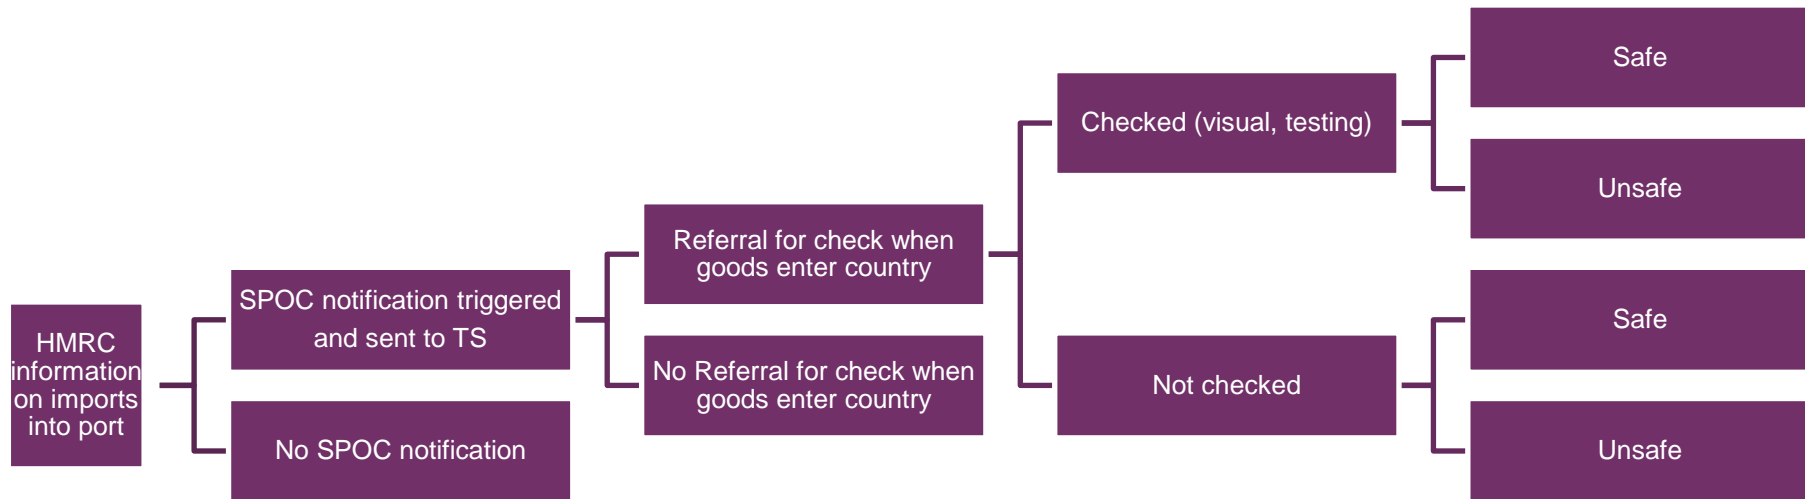 HMRC
information
on imports
into port
SPOC notification triggered
and sent to TS
No SPOC notification
Referral for check when
goods enter country
No Referral for check when
goods enter country
Checked (visual, testing)
Not checked
Safe
Unsafe
Safe
Unsafe